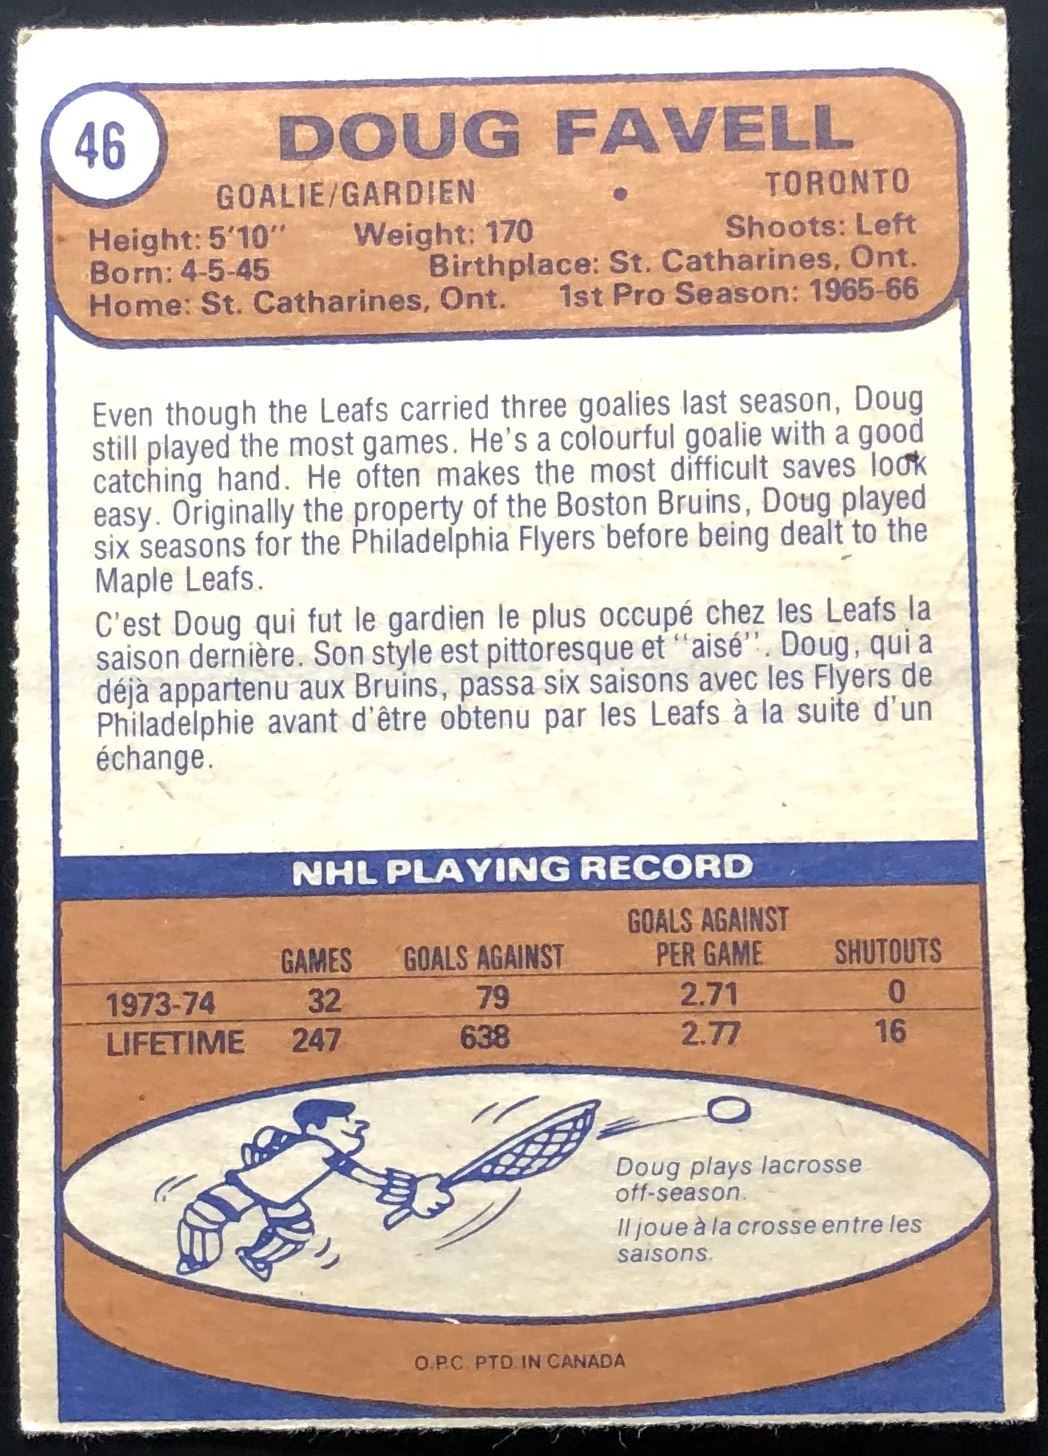 46
DOUG FAVELL
GOALIE/GARDIEN • TORONTO
Height: 5'10" Weight: 170 Shoots: Left
Born: 4-5-45 Birthplace: St. Catharines, Ont.
Home: St. Catharines, Ont. 1st Pro Season: 1965-66
Even though the Leafs carried three goalies last season, Doug
still played the most games. He's a colourful goalie with a good
catching hand. He often makes the most difficult saves look
easy. Originally the property of the Boston Bruins, Doug played
six seasons for the Philadelphia Flyers before being dealt to the
Maple Leafs.
C'est Doug qui fut le gardien le plus occupé chez les Leafs la
saison dernière. Son style est pittoresque et "aisé". Doug, qui a
déjà appartenu aux Bruins, passa six saisons avec les Flyers de
Philadelphie avant d'être obtenu par les Leafs à la suite d'un
échange.
NHL PLAYING RECORD
GAMES GOALS AGAINST GOALS AGAINST PER GAME SHUTOUTS
1973-74 32 79 2.71 0
LIFETIME 247 638 2.77 16
Doug plays lacrosse
off-season.
Il joue à la crosse entre les
saisons.
O.P.C. PTD. IN CANADA